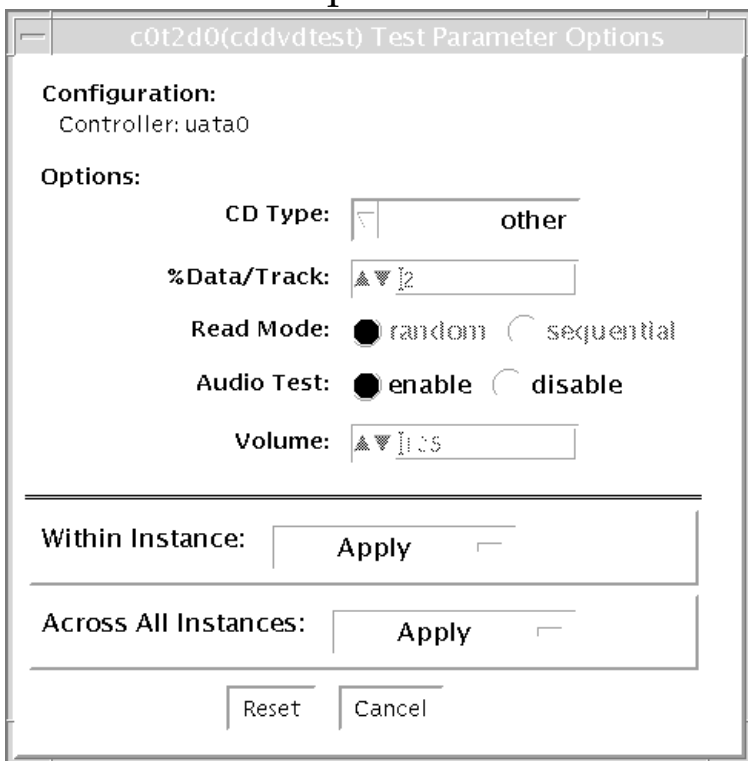 c0t2d0(cddvdtest) Test Parameter Options
Configuration:
Controller: uata0
Options:
CD Type: other
%Data/Track: 2
Read Mode: random sequential
Audio Test: enable disable
Volume:
Within Instance: Apply
Across All Instances: Apply
Reset Cancel